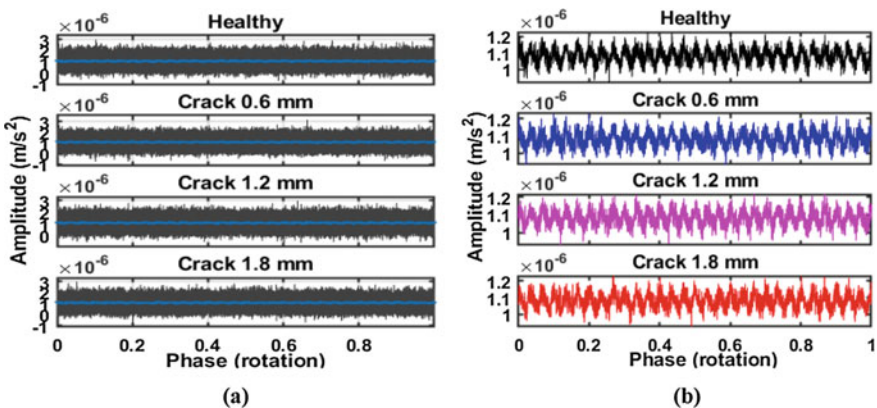 Healthy
×10⁻⁶
3
2
1
0
-1
Crack 0.6 mm
×10⁻⁶
3
2
1
0
-1
Crack 1.2 mm
×10⁻⁶
3
2
1
0
Crack 1.8 mm
×10⁻⁶
3
2
1
0
-1
Amplitude (m/s²)
0 0.2 0.4 0.6 0.8
Phase (rotation)
(a)
Healthy
×10⁻⁶
1.2
1.1
1
Crack 0.6 mm
×10⁻⁶
1.2
1.1
1
Crack 1.2 mm
×10⁻⁶
1.2
1.1
1
Crack 1.8 mm
×10⁻⁶
1.2
1.1
1
Amplitude (m/s²)
0 0.2 0.4 0.6 0.8 1
Phase (rotation)
(b)